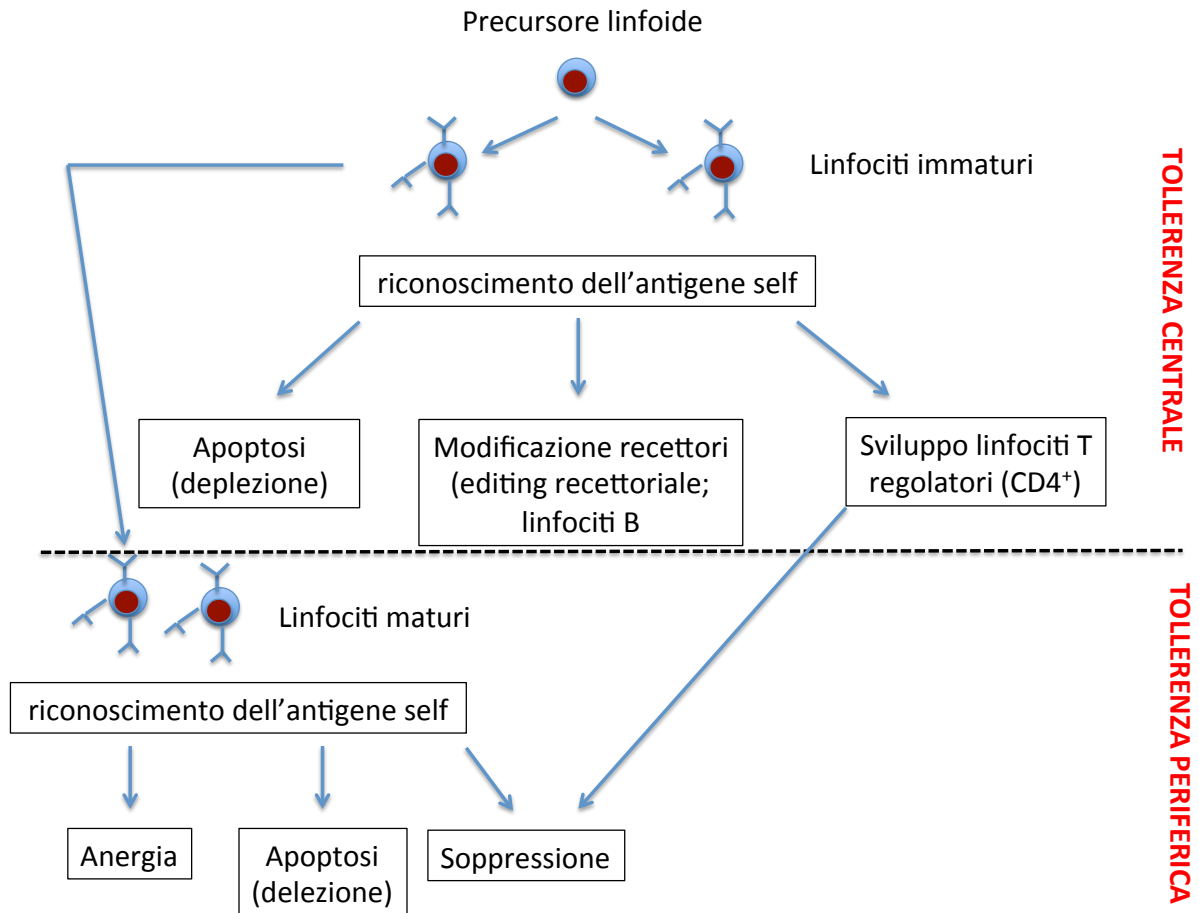 Precursore linfoide
Linfociti immaturi
riconoscimento dell’antigene self
Apoptosi
(deplezione)
Modificazione recettori
(editing recettoriale;
linfociti B
Sviluppo linfociti T
regolatori (CD4⁺)
TOLLERENZA CENTRALE
Linfociti maturi
riconoscimento dell’antigene self
Anergia
Apoptosi
(delezione)
Soppressione
TOLLERENZA PERIFERICA